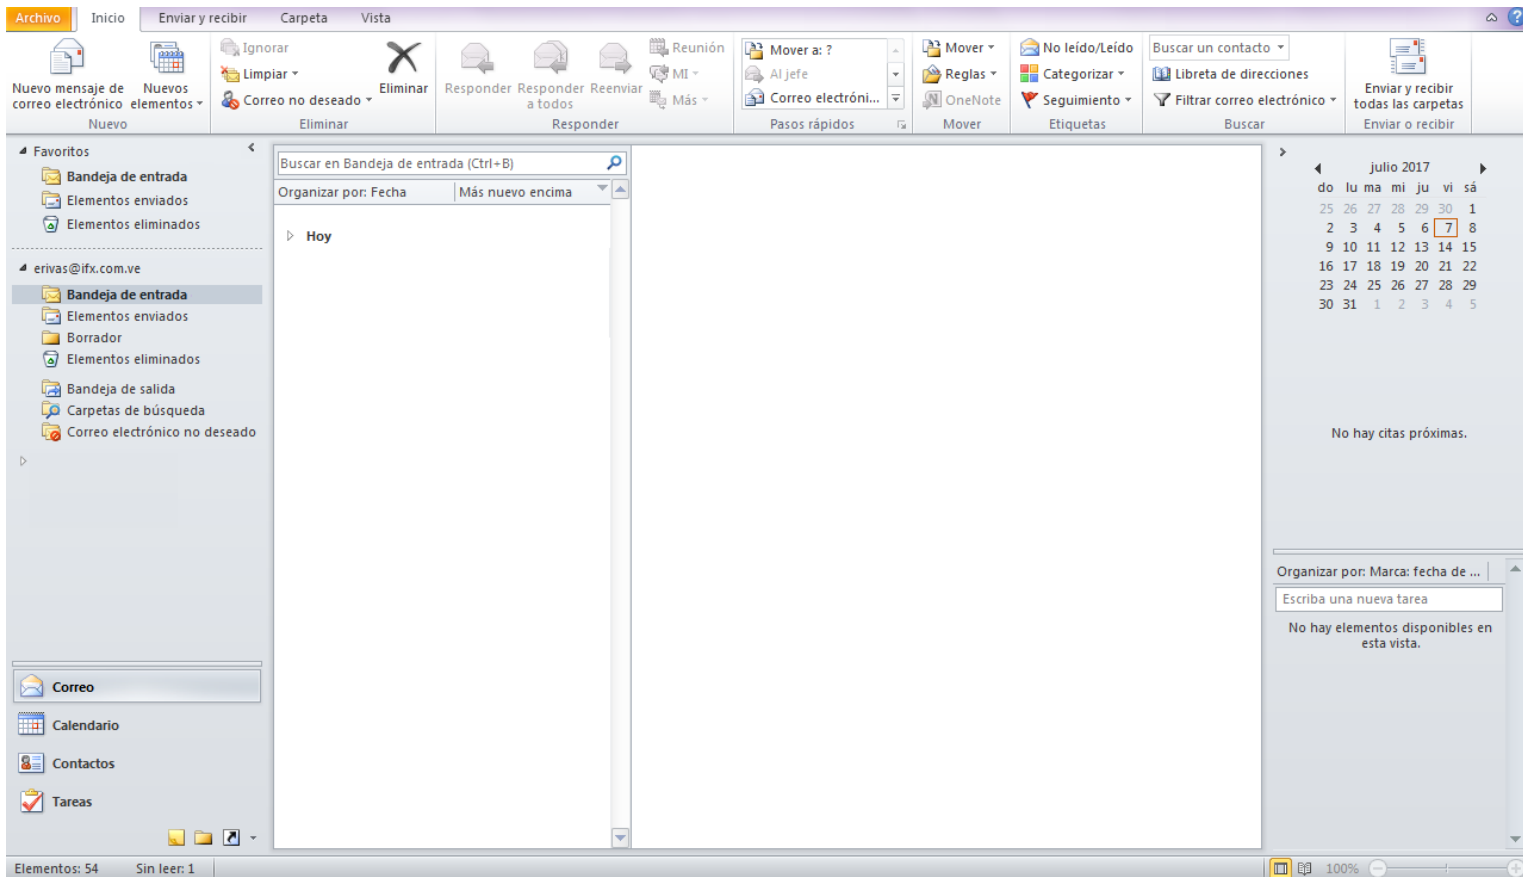 Archivo Inicio Enviar y recibir Carpeta Vista
Nuevo mensaje de correo electrónico
Nuevos elementos
Nuevo
Ignorar
Limpiar
Correo no deseado
Eliminar
Eliminar
Responder
Responder a todos
Reenviar
Reunión
MI
Más
Responder
Mover a: ?
Al jefe
Correo electróni...
Pasos rápidos
Mover
Reglas
OneNote
Mover
No leído/Leído
Categorizar
Seguimiento
Etiquetas
Buscar un contacto
Libreta de direcciones
Filtrar correo electrónico
Buscar
Enviar y recibir todas las carpetas
Enviar o recibir
Favoritos
Bandeja de entrada
Elementos enviados
Elementos eliminados
erivas@ifx.com.ve
Bandeja de entrada
Elementos enviados
Borrador
Elementos eliminados
Bandeja de salida
Carpetas de búsqueda
Correo electrónico no deseado
Correo
Calendario
Contactos
Tareas
Buscar en Bandeja de entrada (Ctrl+B)
Organizar por: Fecha Más nuevo encima
Hoy
julio 2017
do lu ma mi ju vi sá
25 26 27 28 29 30 1
2 3 4 5 6 7 8
9 10 11 12 13 14 15
16 17 18 19 20 21 22
23 24 25 26 27 28 29
30 31 1 2 3 4 5
No hay citas próximas.
Organizar por: Marca: fecha de ...
Escriba una nueva tarea
No hay elementos disponibles en
esta vista.
Elementos: 54 Sin leer: 1
100%